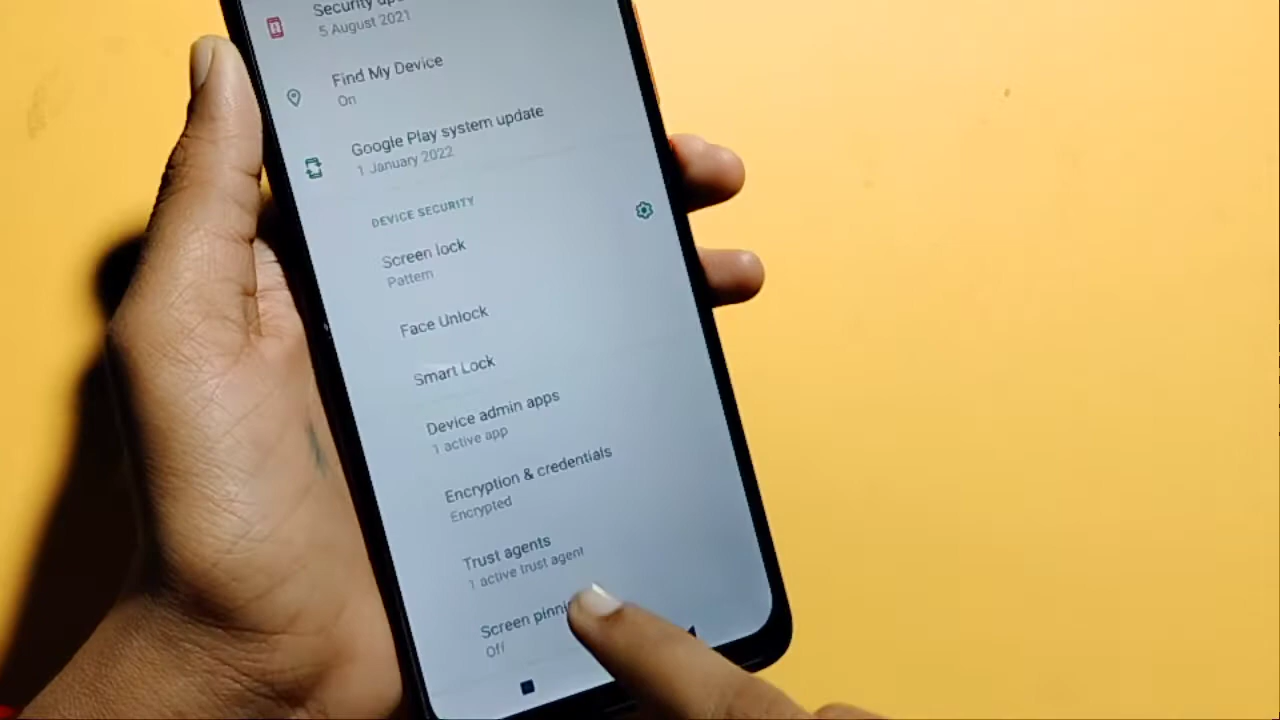 Security
5 August 2021
Find My Device
On
Google Play system update
1 January 2022
DEVICE SECURITY
Screen lock
Pattern
Face Unlock
Smart Lock
Device admin apps
1 active app
Encryption & credentials
Encrypted
Trust agents
1 active trust agent
Screen
Off